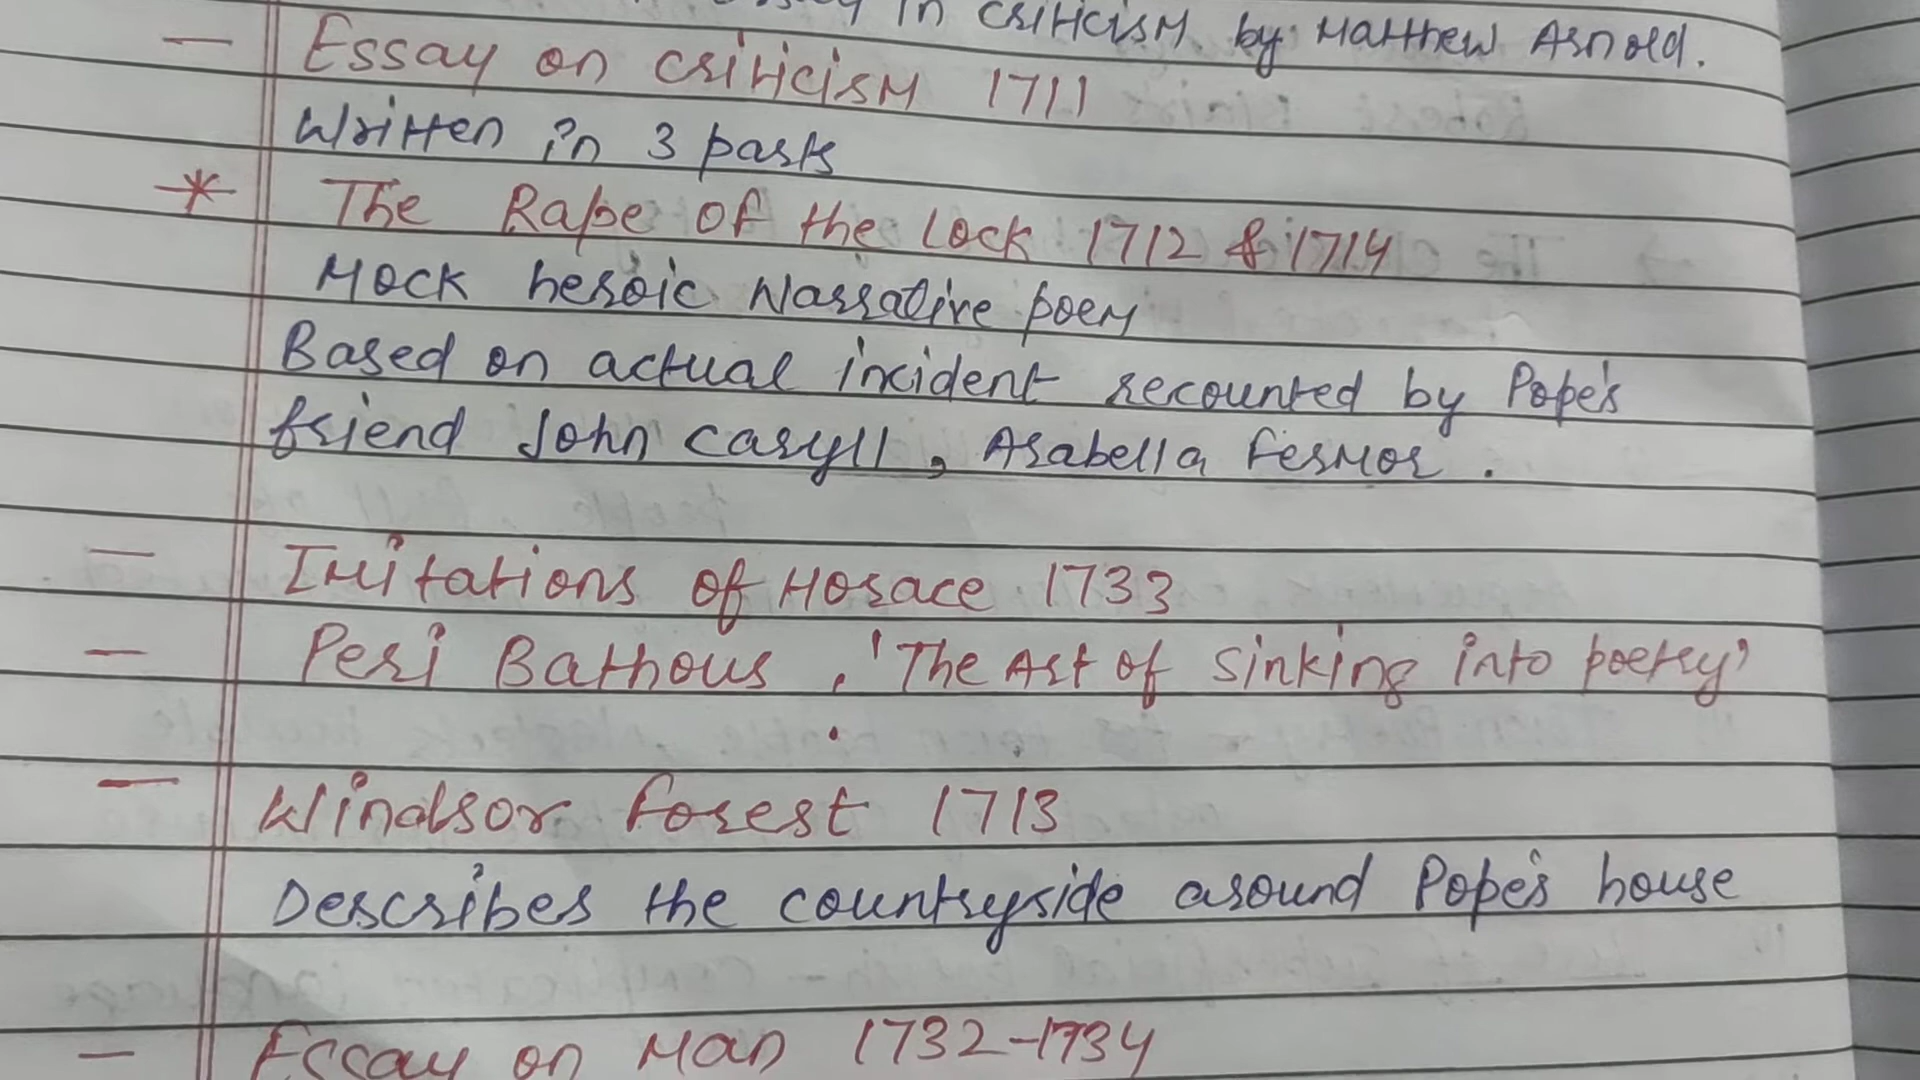 in criticism by Matthew Arnold.
— Essay on criticism 1711
Written in 3 parts
* The Rape of the Lock 1712 & 1714
Mock heroic Narrative poem
Based on actual incident recounted by Pope's
friend John Caryll, Arabella Fermor.
— Imitations of Horace 1733
— Peri Bathous, 'The Art of Sinking into poetry'
— Windsor Forest 1713
Describes the countryside around Pope's house
— Essay on Man 1732-1734